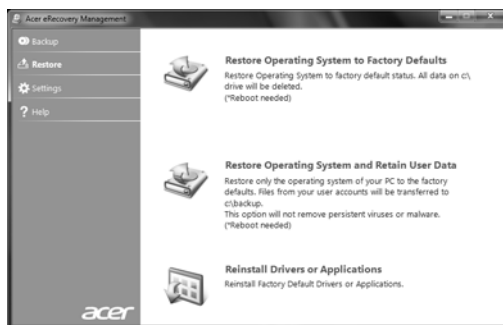 Acer eRecovery Management
Backup
Restore
Settings
? Help
Restore Operating System to Factory Defaults
Restore Operating System to factory default status. All data on c:\
drive will be deleted.
(*Reboot needed)
Restore Operating System and Retain User Data
Restore only the operating system of your PC to the factory
defaults. Files from your user accounts will be transferred to
c:\backup.
This option will not remove persistent viruses or malware.
(*Reboot needed)
Reinstall Drivers or Applications
Reinstall Factory Default Drivers or Applications.
acer